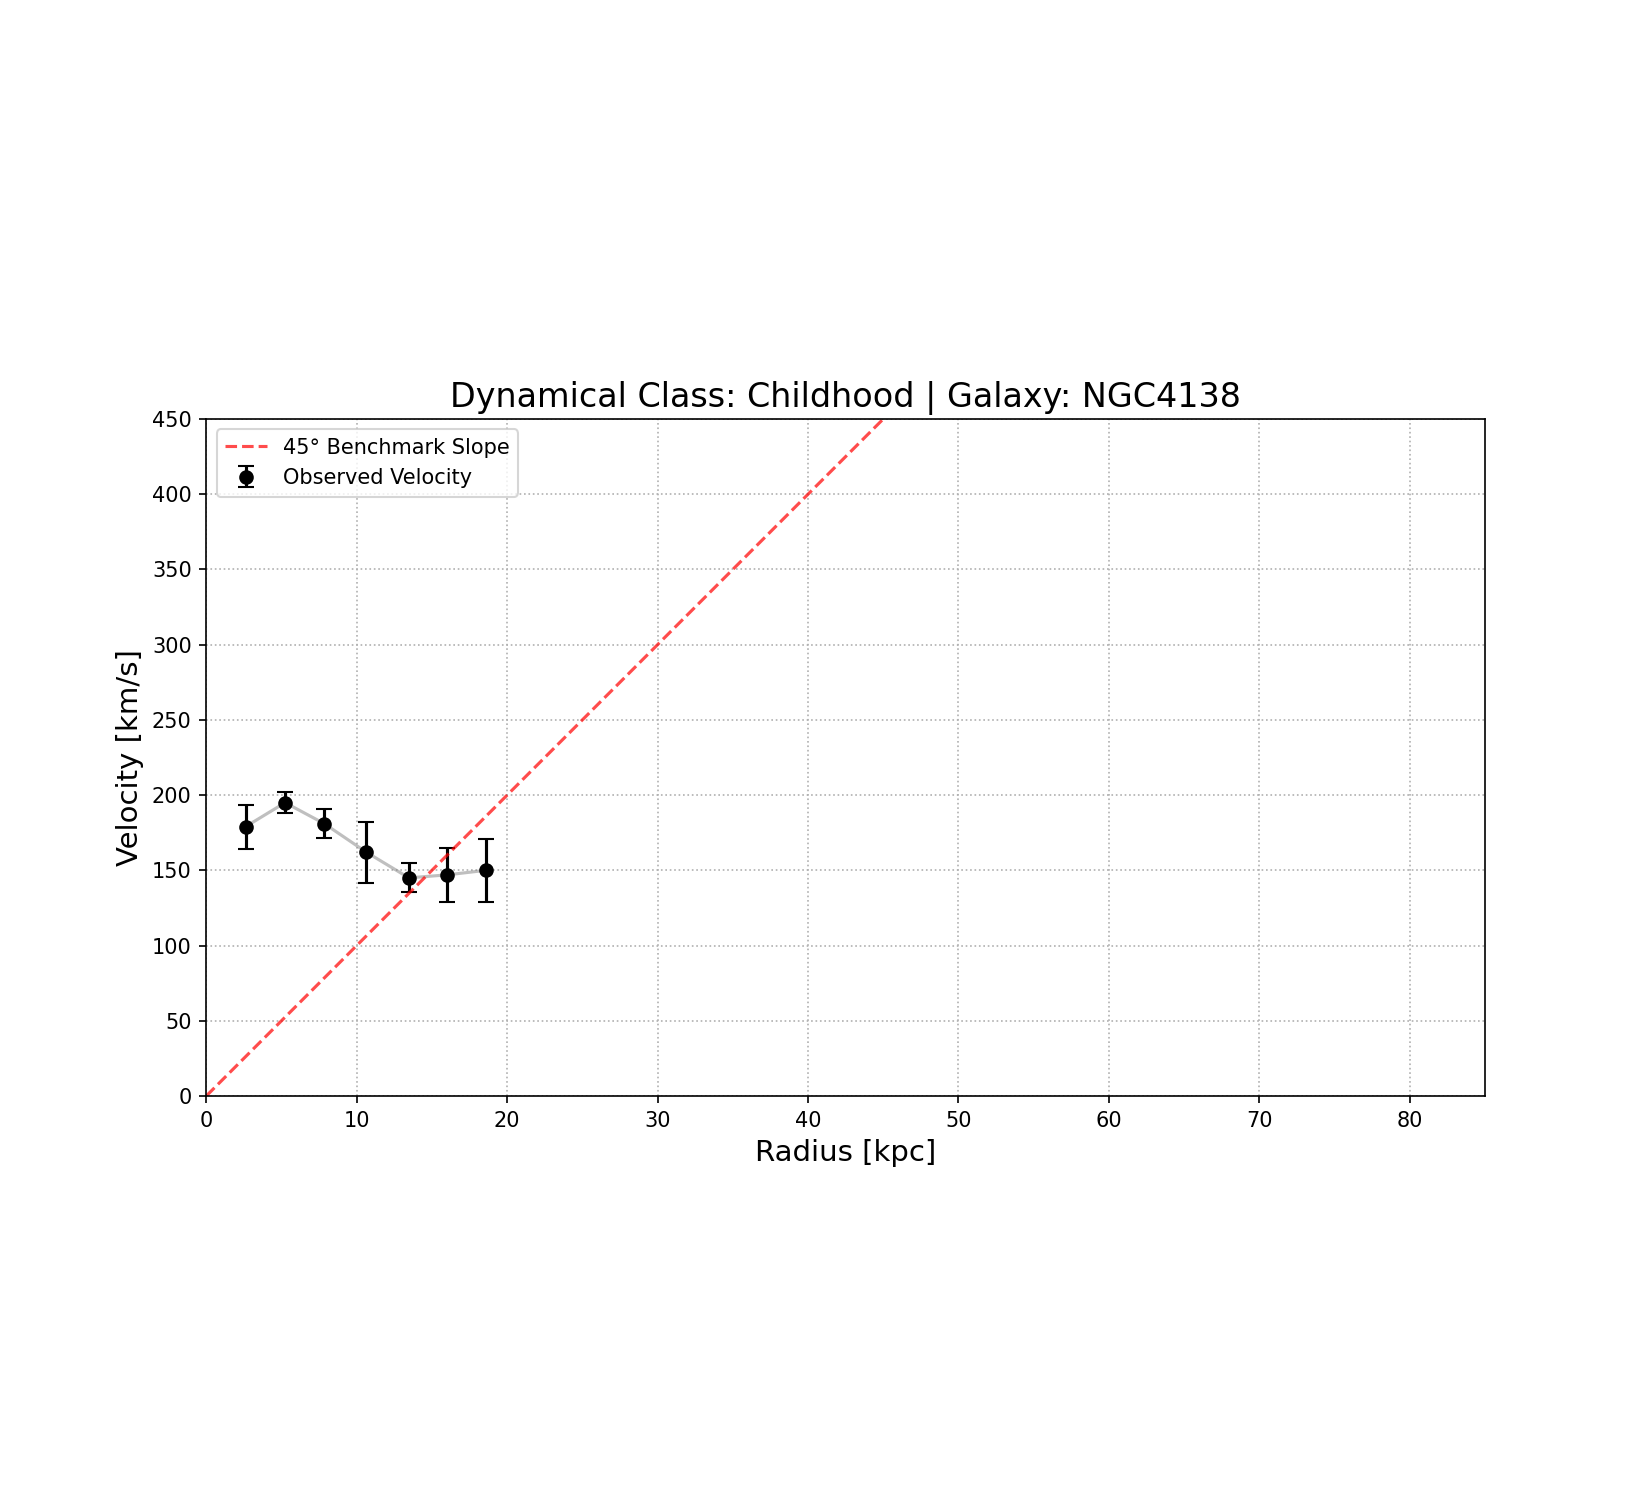 Dynamical Class: Childhood | Galaxy: NGC4138
450
400
350
300
250
200
150
100
50
0
45° Benchmark Slope
Observed Velocity
Velocity [km/s]
0 10 20 30 40 50 60 70 80
Radius [kpc]